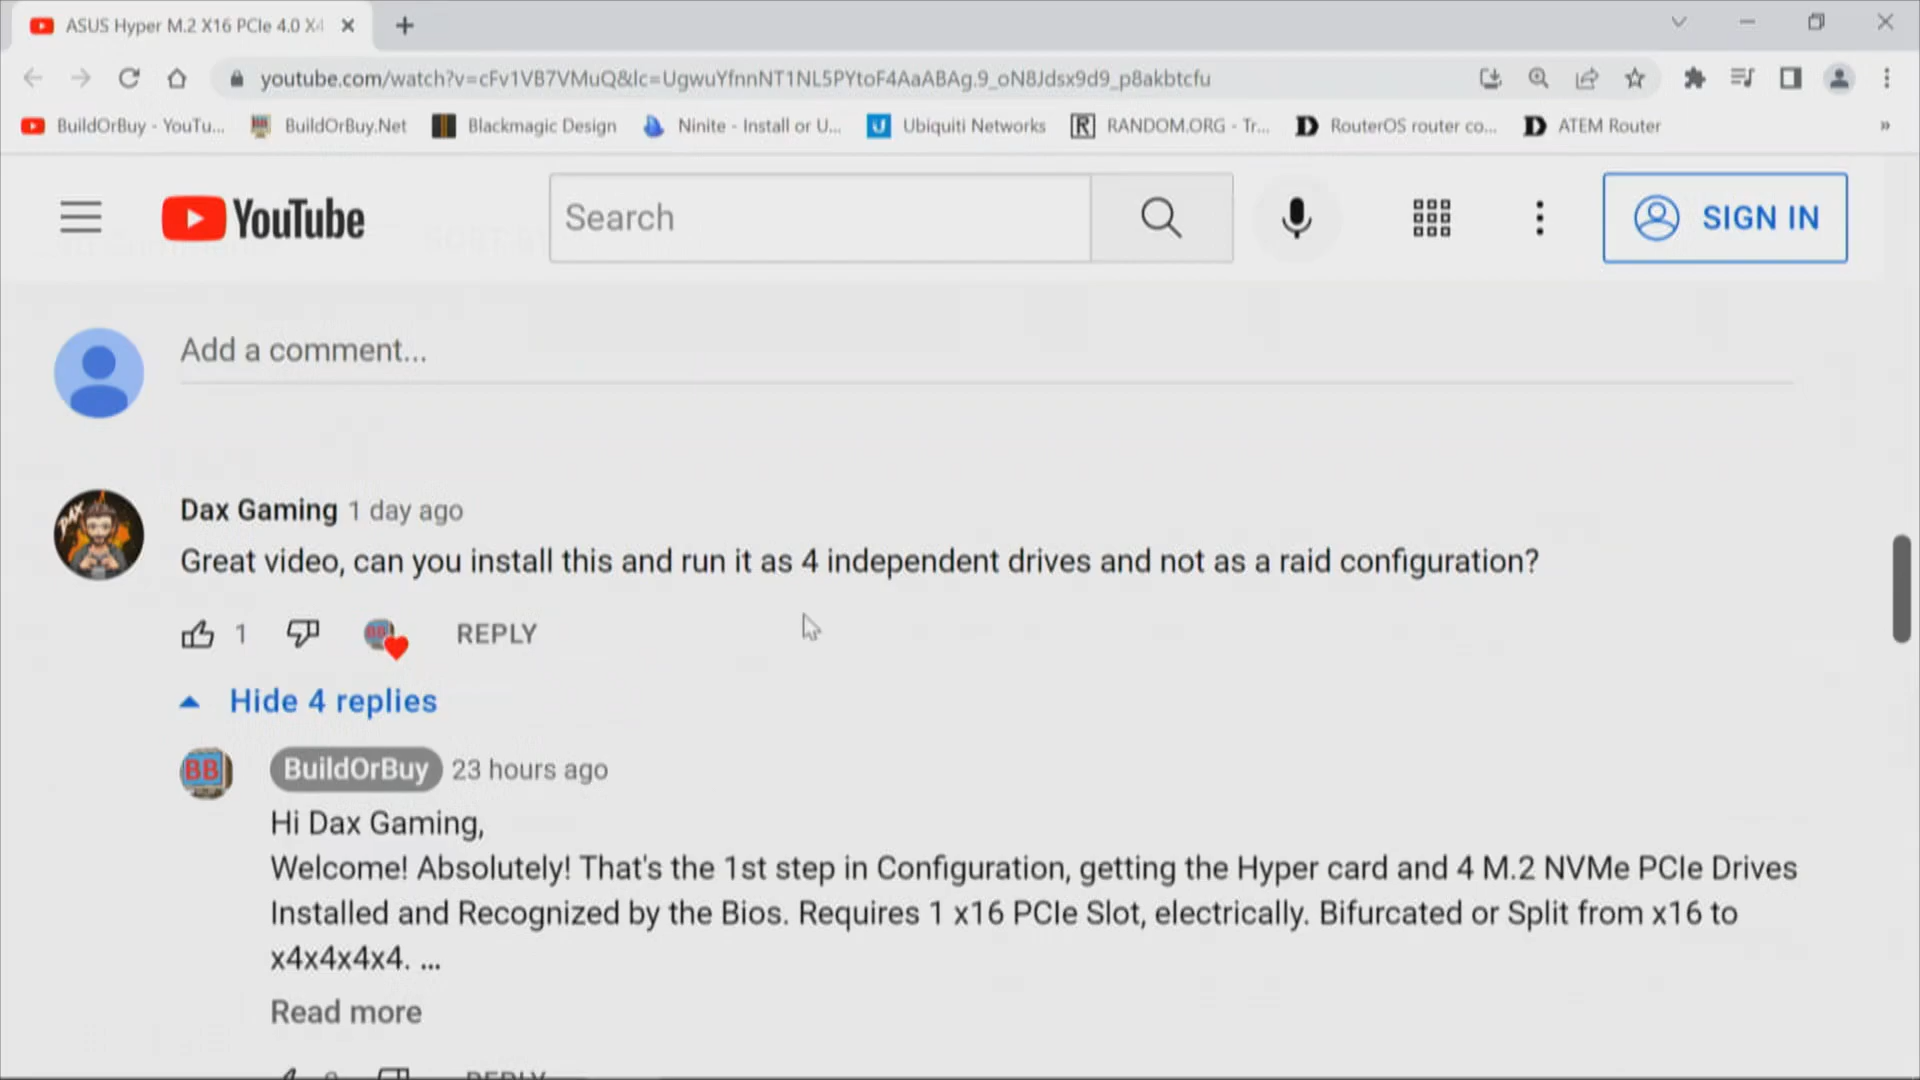 ASUS Hyper M.2 X16 PCIe 4.0 X4
youtube.com/watch?v=cFv1VB7VMuQ&lc=UgwuYfnnNT1NL5PYtoF4AaABAg.9_oN8Jdsx9d9_p8akbtcfu
BuildOrBuy - YouTu... BuildOrBuy.Net Blackmagic Design Ninite - Install or U... Ubiquiti Networks RANDOM.ORG - Tr... RouterOS router co... ATEM Router »
YouTube Search SIGN IN
Add a comment...
Dax Gaming 1 day ago
Great video, can you install this and run it as 4 independent drives and not as a raid configuration?
1 REPLY
Hide 4 replies
BB BuildOrBuy 23 hours ago
Hi Dax Gaming,
Welcome! Absolutely! That's the 1st step in Configuration, getting the Hyper card and 4 M.2 NVMe PCIe Drives
Installed and Recognized by the Bios. Requires 1 x16 PCIe Slot, electrically. Bifurcated or Split from x16 to
x4x4x4x4. ...
Read more
REPLY